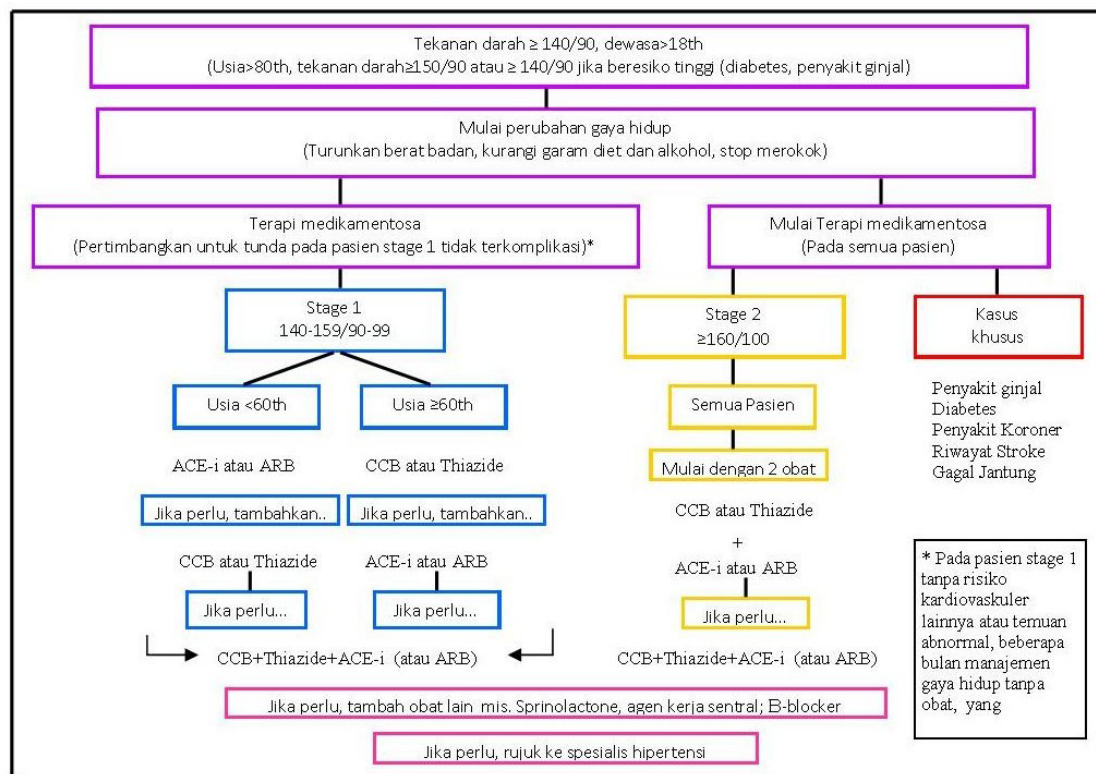 Tekanan darah ≥ 140/90, dewasa>18th
(Usia>80th, tekanan darah≥150/90 atau ≥ 140/90 jika beresiko tinggi (diabetes, penyakit ginjal)
Mulai perubahan gaya hidup
(Turunkan berat badan, kurangi garam diet dan alkohol, stop merokok)
Terapi medikamentosa
(Pertimbangkan untuk tunda pada pasien stage 1 tidak terkomplikasi)*
Mulai Terapi medikamentosa
(Pada semua pasien)
Stage 1
140-159/90-99
Usia <60th
Usia ≥60th
ACE-i atau ARB
CCB atau Thiazide
Jika perlu, tambahkan..
Jika perlu, tambahkan..
CCB atau Thiazide
ACE-i atau ARB
Jika perlu...
Jika perlu...
CCB+Thiazide+ACE-i (atau ARB)
Stage 2
≥160/100
Semua Pasien
Mulai dengan 2 obat
CCB atau Thiazide
+
ACE-i atau ARB
Jika perlu...
CCB+Thiazide+ACE-i (atau ARB)
Kasus
khusus
Penyakit ginjal
Diabetes
Penyakit Koroner
Riwayat Stroke
Gagal Jantung
* Pada pasien stage 1
tanpa risiko
kardiovaskuler
lainnya atau temuan
abnormal, beberapa
bulan manajemen
gaya hidup tanpa
obat, yang
Jika perlu, tambah obat lain mis. Sprinolactone, agen kerja sentral; B-blocker
Jika perlu, rujuk ke spesialis hipertensi